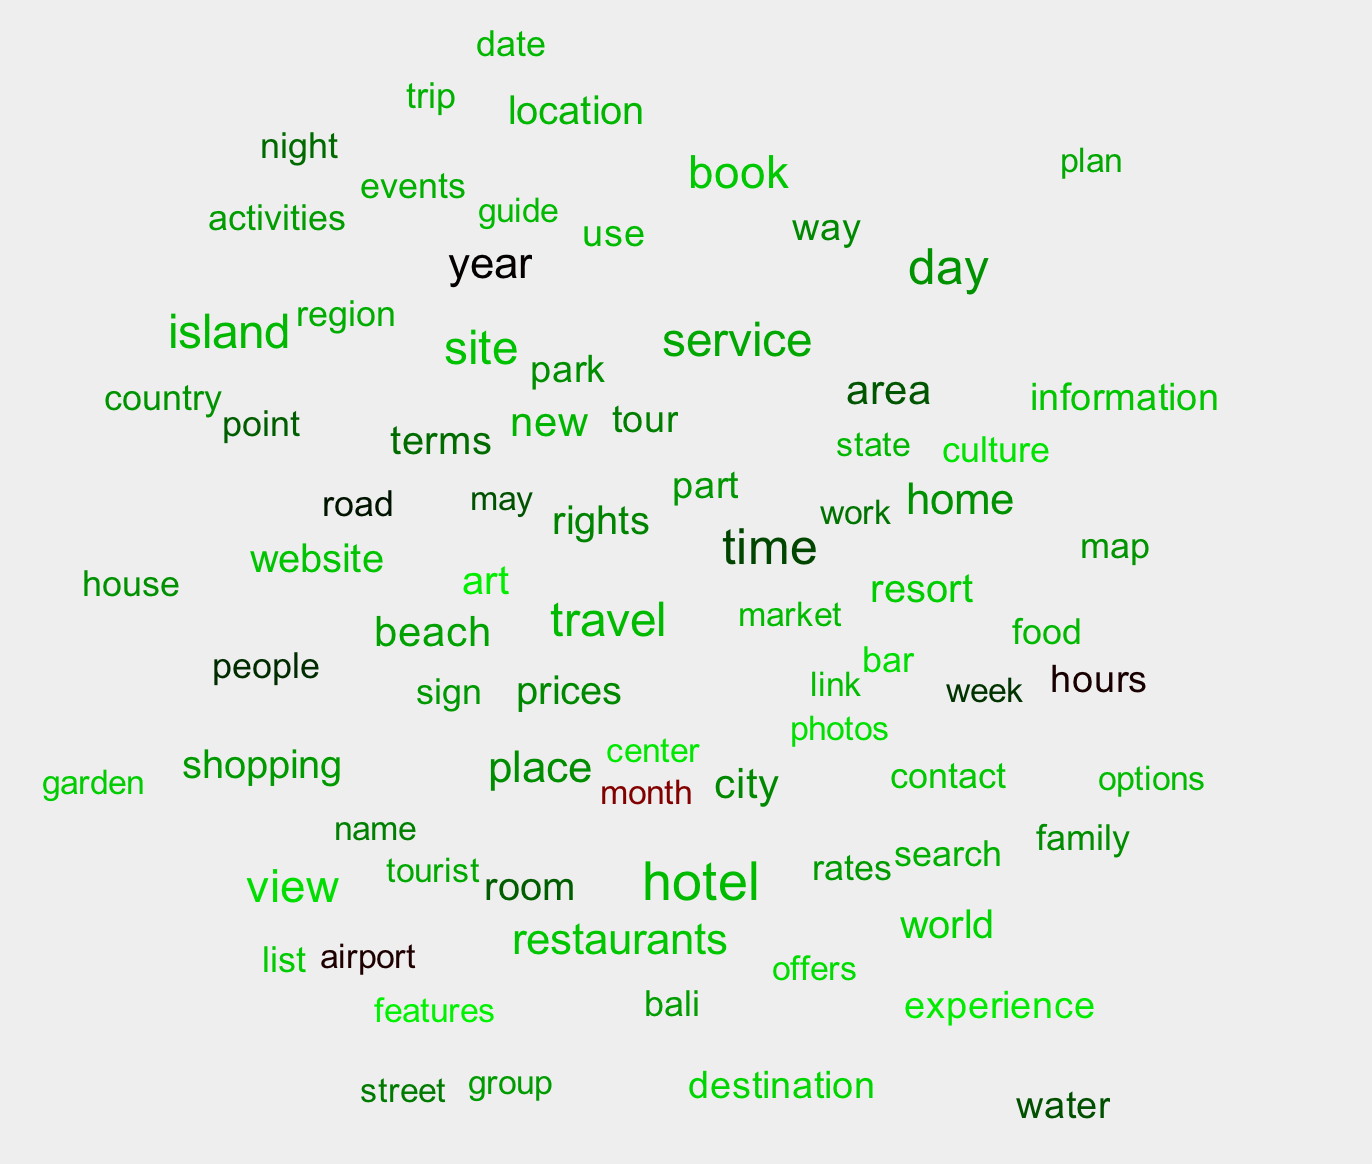 date
trip
location
night
book
plan
events
guide
activities
use
way
year
day
region
island
site
service
park
country
point
new
tour
area
information
terms
state
culture
road
may
part
rights
work
home
time
website
map
house
art
resort
beach
travel
market
food
people
bar
sign
prices
link
week
hours
photos
garden
shopping
place
center
month
city
contact
options
name
family
tourist
search
rates
view
room
hotel
restaurants
world
list
airport
offers
features
bali
experience
street
group
destination
water